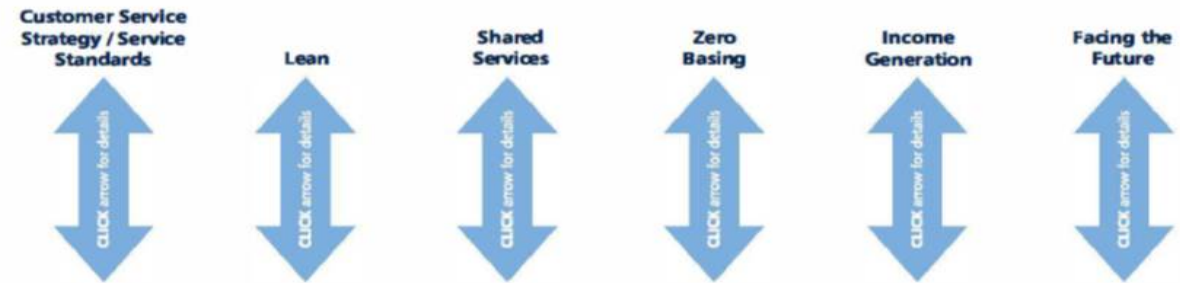 Customer Service
Strategy / Service
Standards
Lean
Shared
Services
Zero
Basing
Income
Generation
Facing the
Future
CLICK arrow for details
CLICK arrow for details
CLICK arrow for details
CLICK arrow for details
CLICK arrow for details
CLICK arrow for details